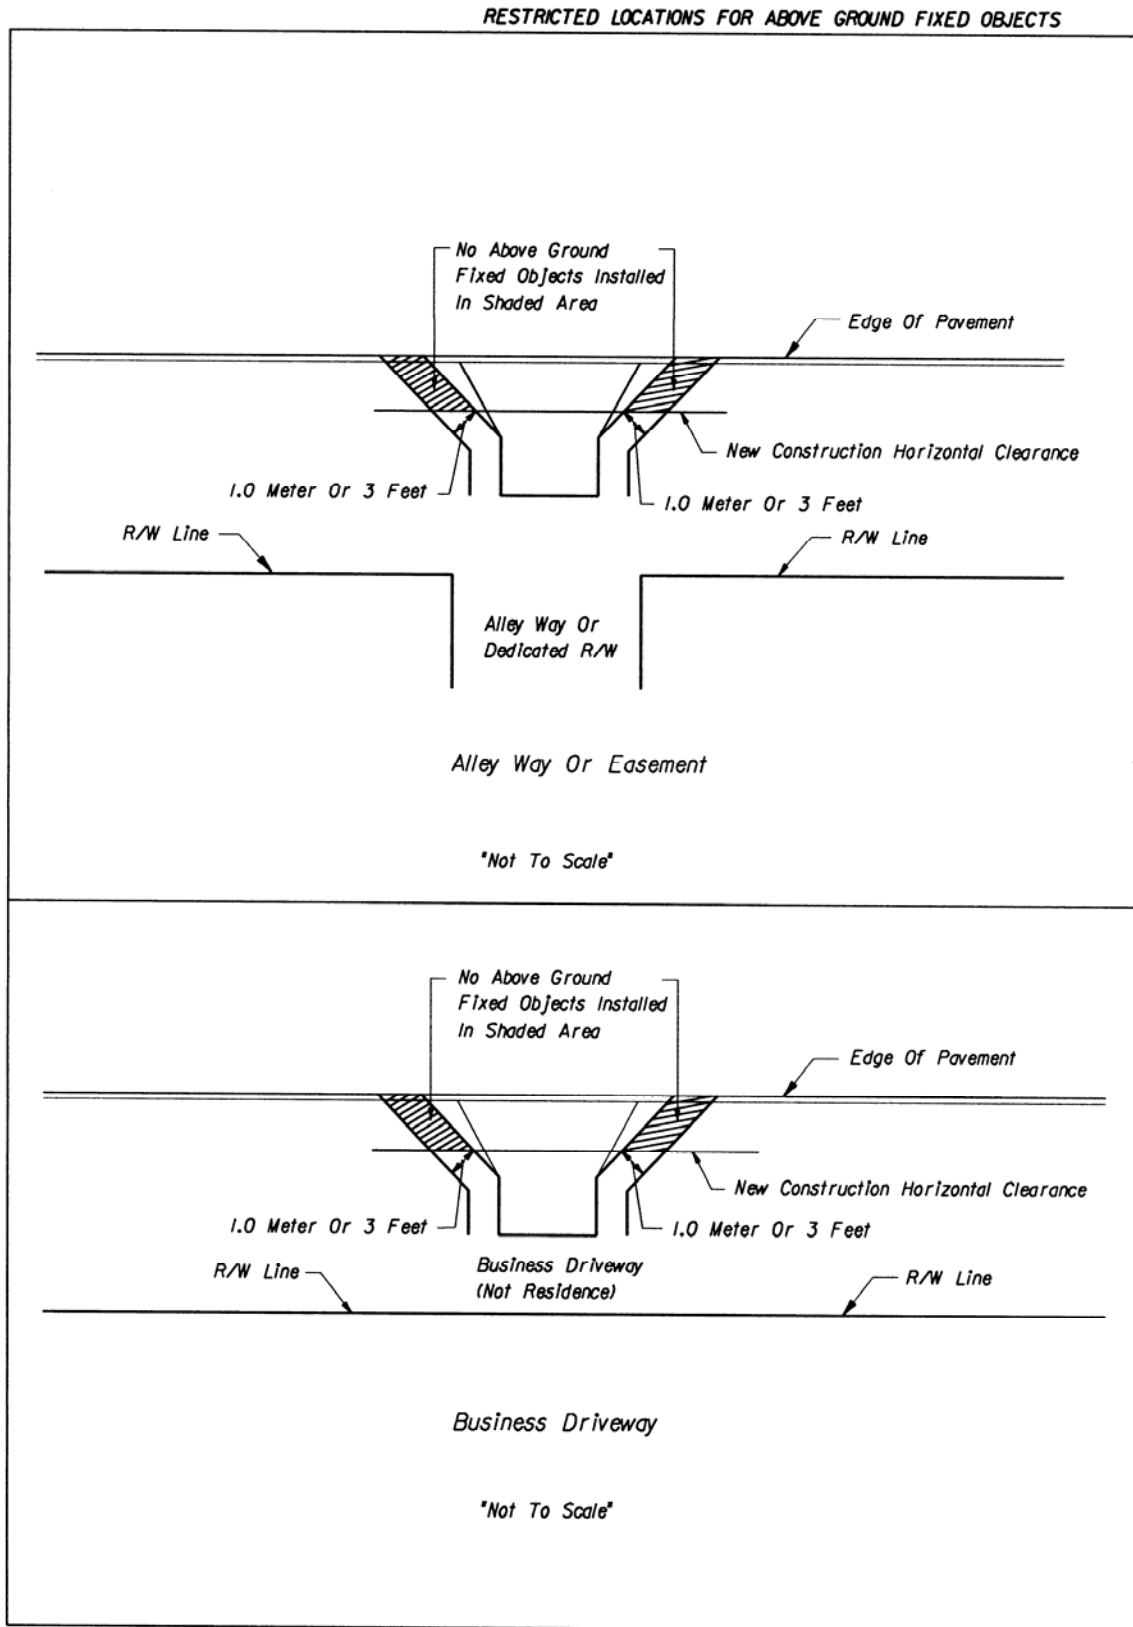 RESTRICTED LOCATIONS FOR ABOVE GROUND FIXED OBJECTS
No Above Ground
Fixed Objects Installed
In Shaded Area
Edge Of Pavement
New Construction Horizontal Clearance
1.0 Meter Or 3 Feet
1.0 Meter Or 3 Feet
R/W Line
R/W Line
Alley Way Or
Dedicated R/W
Alley Way Or Easement
"Not To Scale"
No Above Ground
Fixed Objects Installed
In Shaded Area
Edge Of Pavement
New Construction Horizontal Clearance
1.0 Meter Or 3 Feet
1.0 Meter Or 3 Feet
R/W Line
Business Driveway
(Not Residence)
R/W Line
Business Driveway
"Not To Scale"